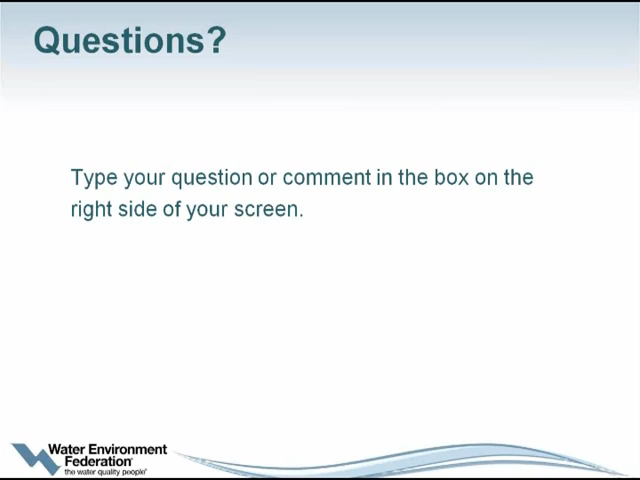 Questions?
Type your question or comment in the box on the
right side of your screen.
Water Environment
Federation®
the water quality people®